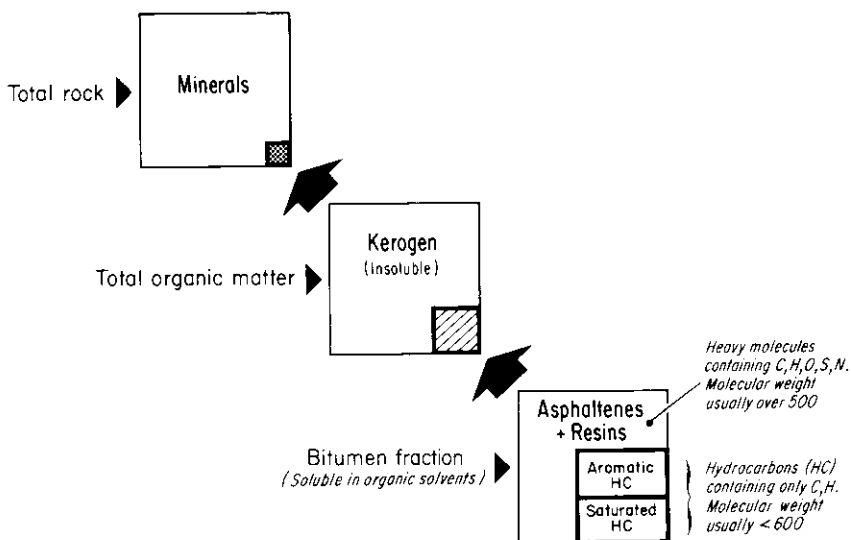 Total rock
Minerals
Total organic matter
Kerogen
(Insoluble)
Bitumen fraction
(Soluble in organic solvents)
Asphaltenes
+ Resins
Heavy molecules
containing C,H,O,S,N.
Molecular weight
usually over 500
Aromatic
HC
Saturated
HC
Hydrocarbons (HC)
containing only C,H.
Molecular weight
usually <600